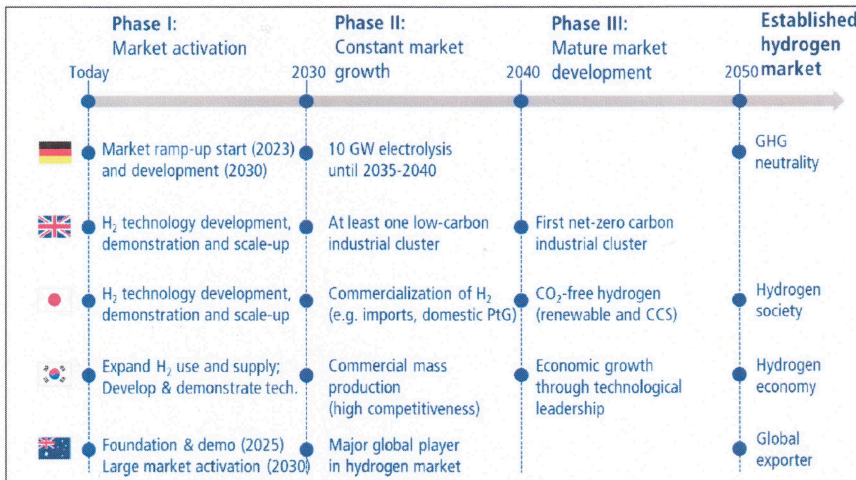 Phase I:
Market activation
Phase II:
Constant market
growth
Phase III:
Mature market
development
Established
hydrogen
market
Today
2030
2040
2050
Market ramp-up start (2023)
and development (2030)
10 GW electrolysis
until 2035-2040
GHG
neutrality
H₂ technology development,
demonstration and scale-up
At least one low-carbon
industrial cluster
First net-zero carbon
industrial cluster
H₂ technology development,
demonstration and scale-up
Commercialization of H₂
(e.g. imports, domestic PtG)
CO₂-free hydrogen
(renewable and CCS)
Hydrogen
society
Expand H₂ use and supply;
Develop & demonstrate tech.
Commercial mass
production
(high competitiveness)
Economic growth
through technological
leadership
Hydrogen
economy
Foundation & demo (2025)
Large market activation (2030)
Major global player
in hydrogen market
Global
exporter